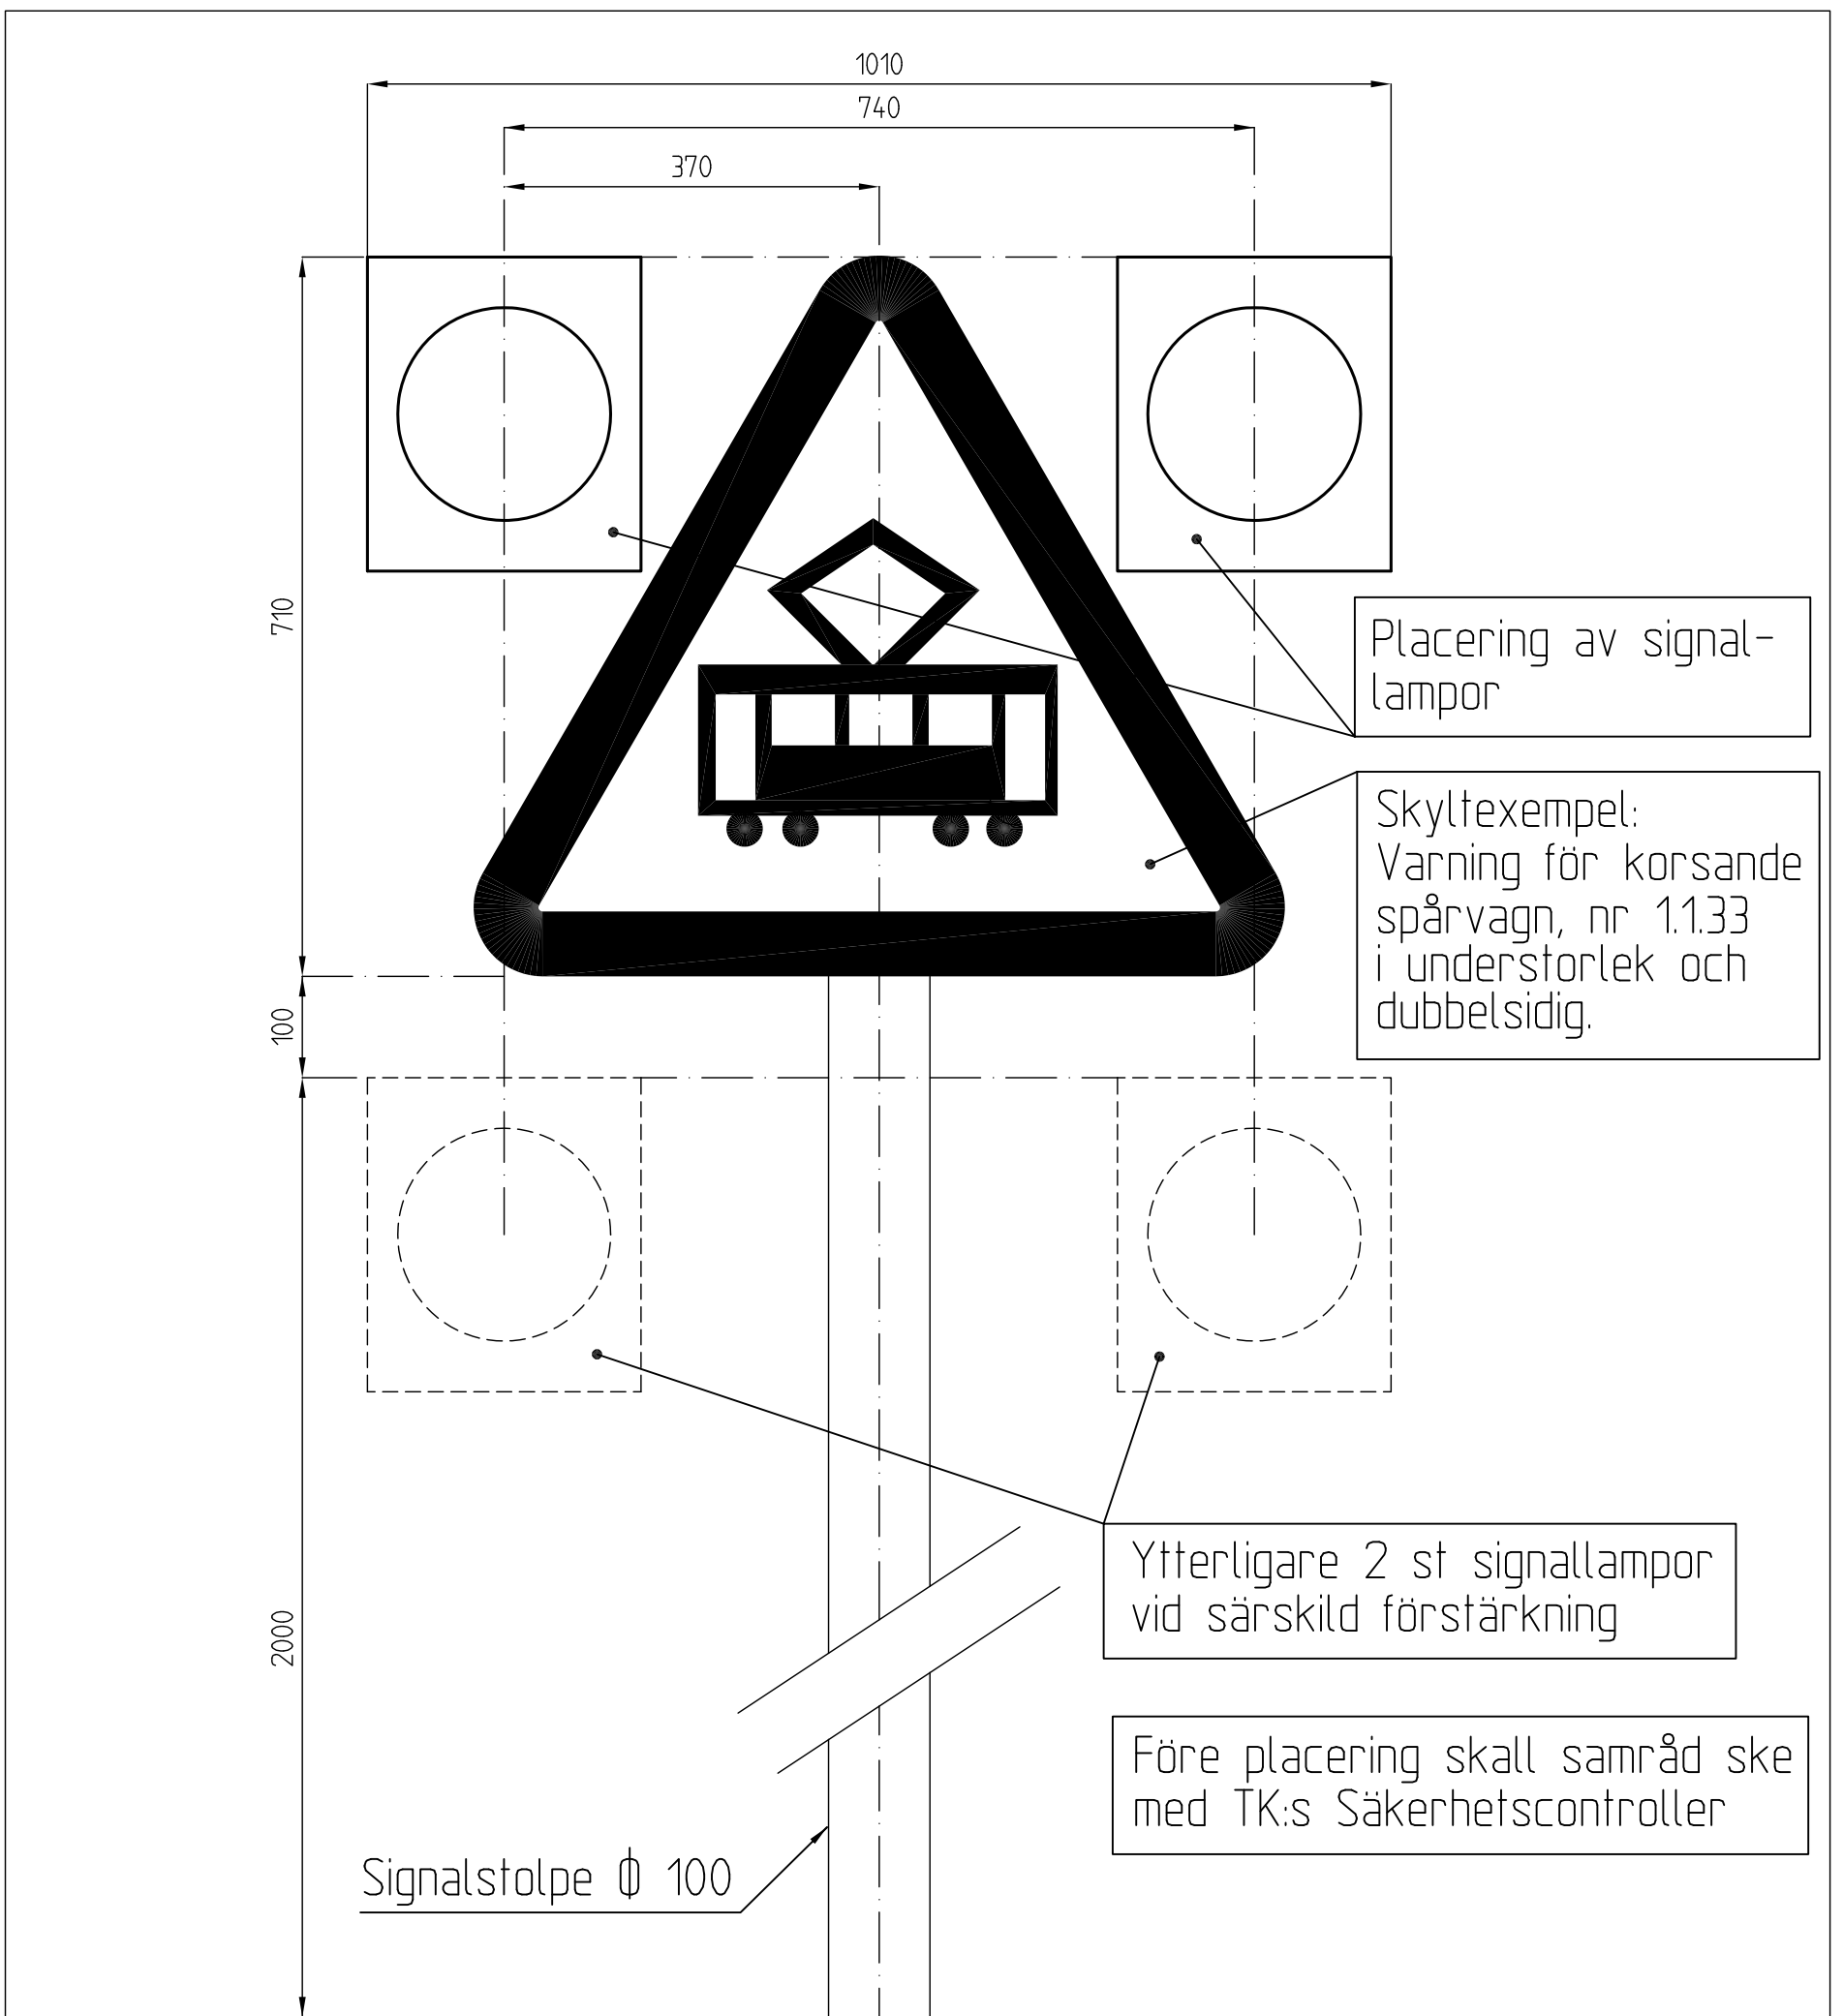 1010
740
370
710
Placering av signal-
lampor
Skyltexempel:
Varning för korsande
spårvagn, nr 1.1.33
i understorlek och
dubbelsidig.
100
2000
Ytterligare 2 st signallampor
vid särskild förstärkning
Före placering skall samråd ske
med TK:s Säkerhetscontroller
Signalstolpe ϕ 100